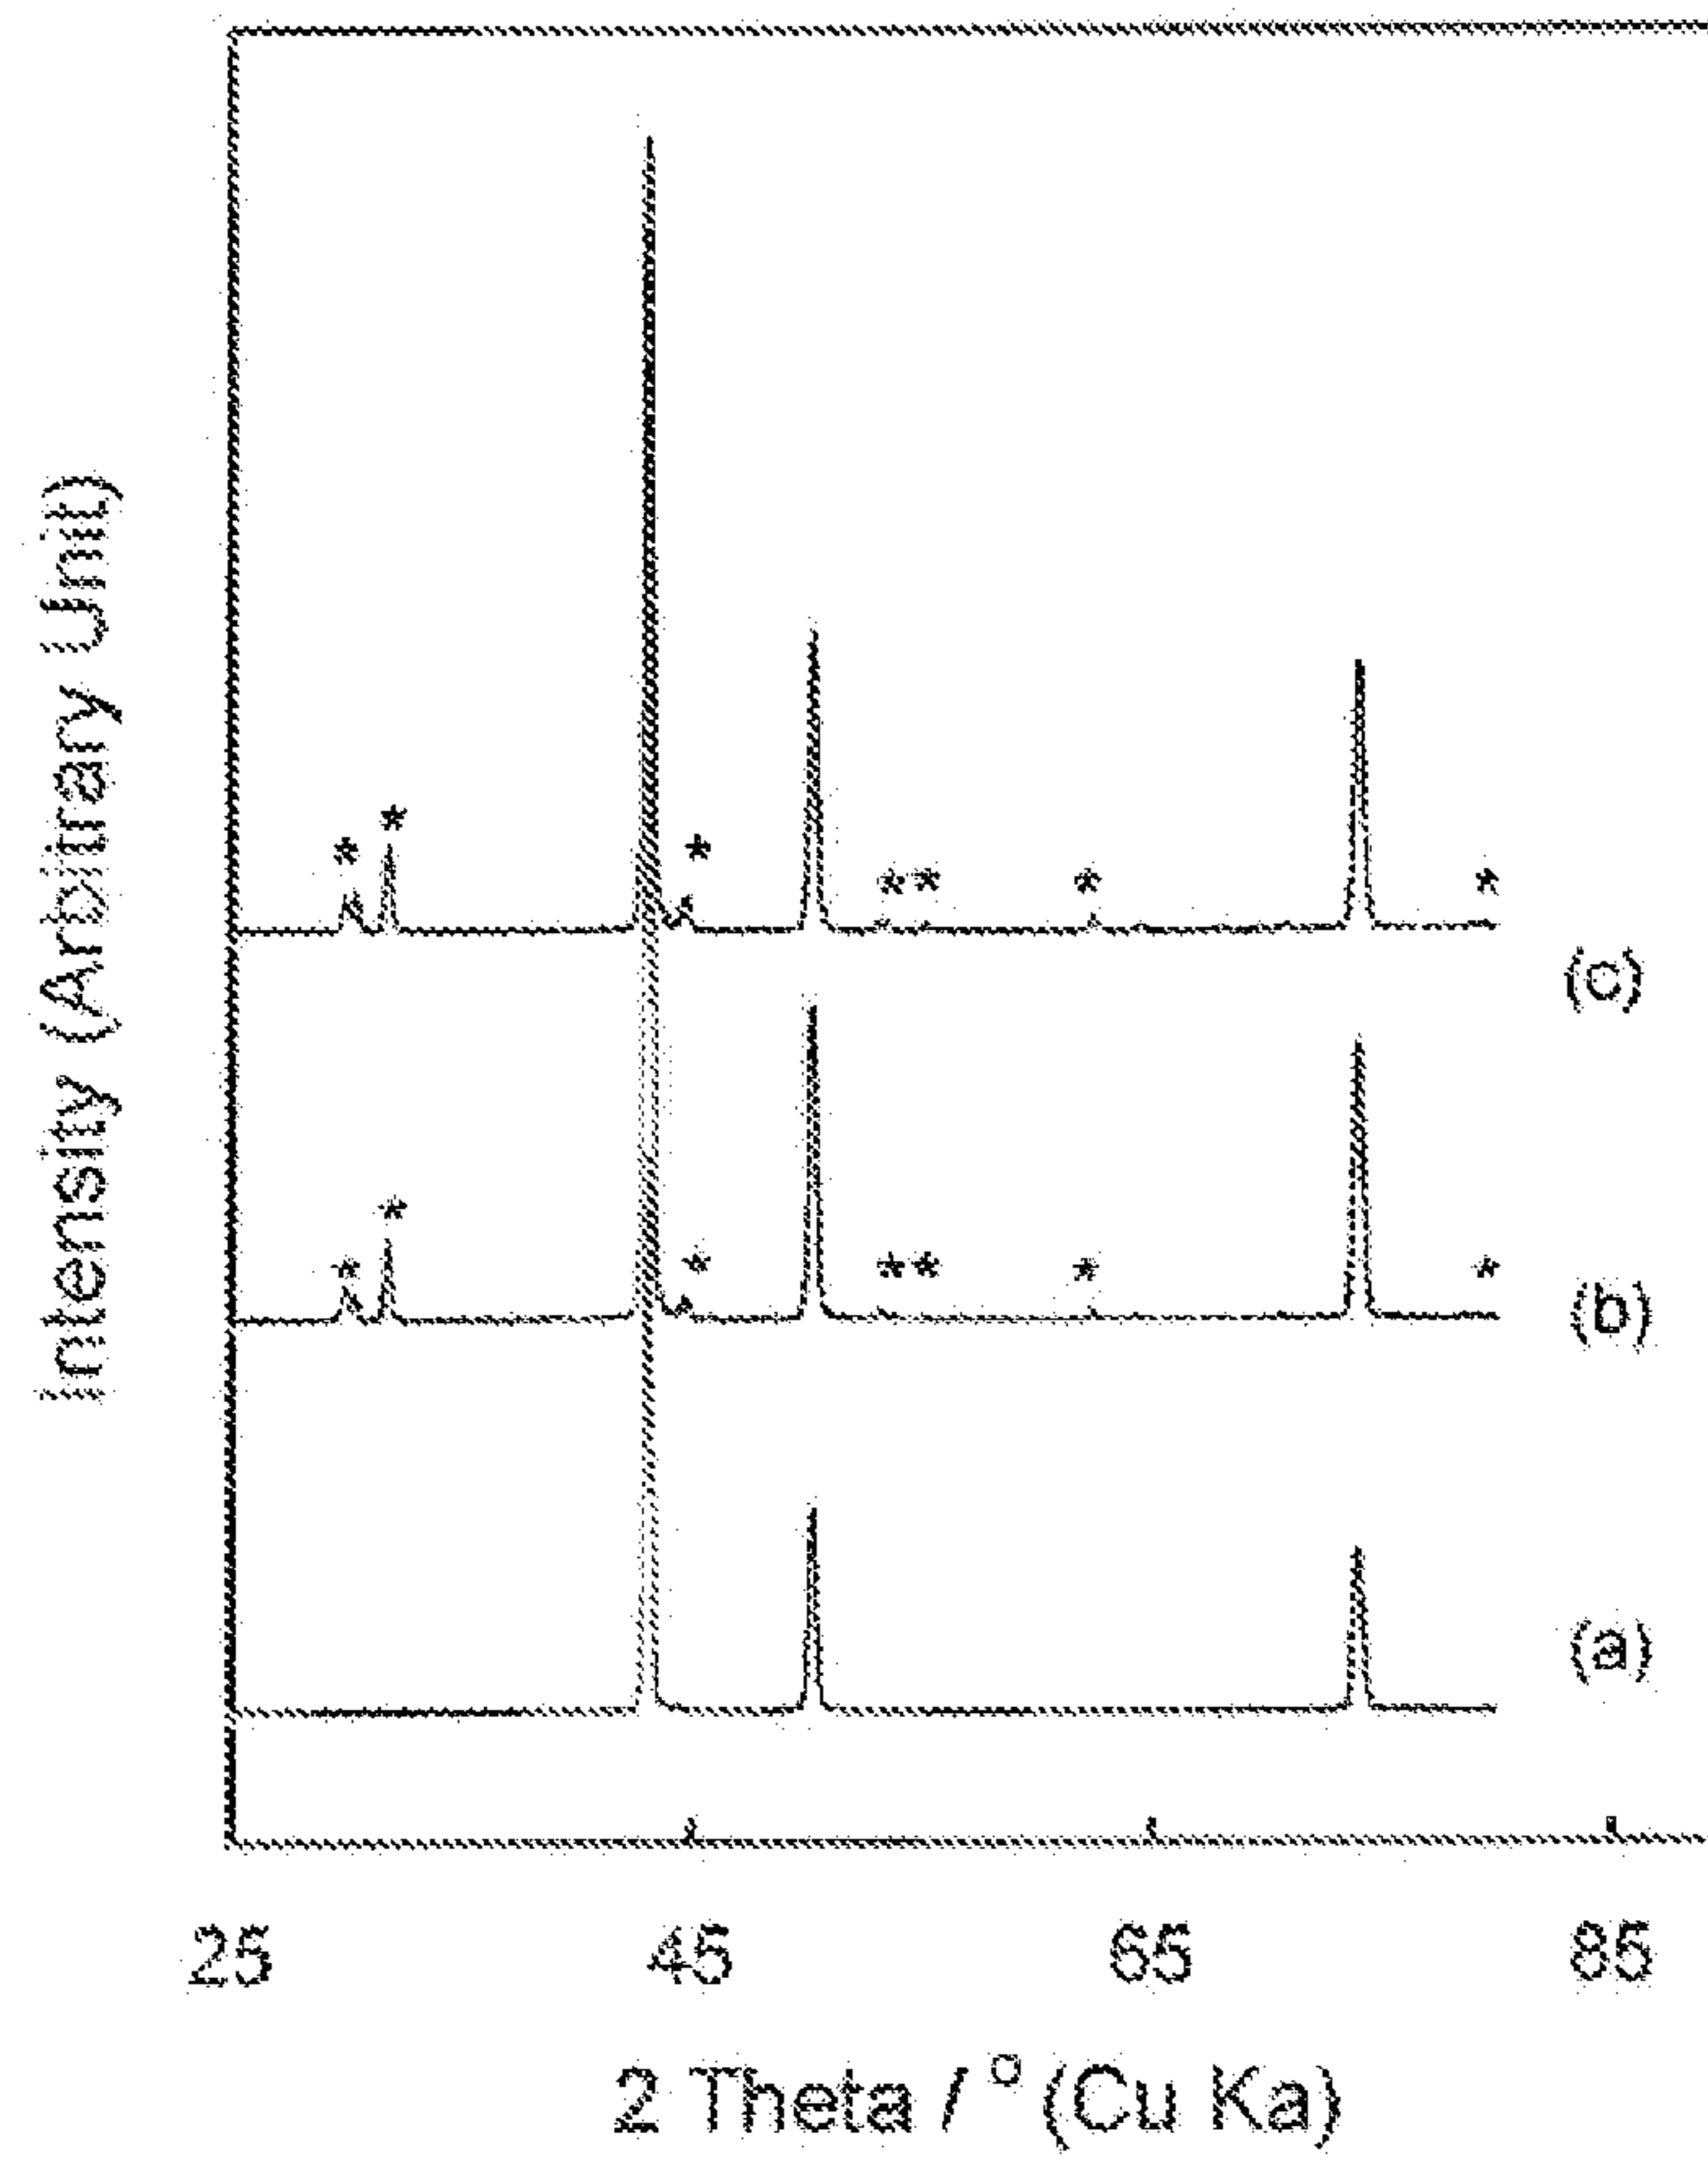 Intensity (Arbitrary Unit)
*
*
*
* *
*
*
(c)
*
*
*
* *
*
*
(b)
(a)
25 45 65 85
2 Theta / ° (Cu Ka)